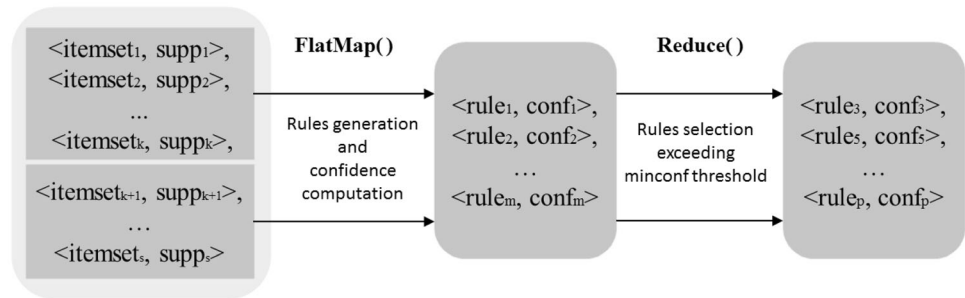 <itemset₁, supp₁>,
<itemset₂, supp₂>,
...
<itemsetₖ, suppₖ>,
<itemsetₖ₊₁, suppₖ₊₁>,
...
<itemsetₛ, suppₛ>
FlatMap()
Rules generation
and
confidence
computation
<rule₁, conf₁>,
<rule₂, conf₂>,
...
<ruleₘ, confₘ>
Reduce()
Rules selection
exceeding
minconf threshold
<rule₃, conf₃>,
<rule₅, conf₅>,
...
<ruleₚ, confₚ>